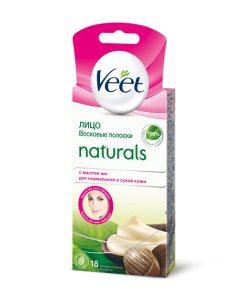 Veet
ЛИЦО
Восковые полоски
100%
naturals
с маслом ши
для нормальной и сухой кожи
18